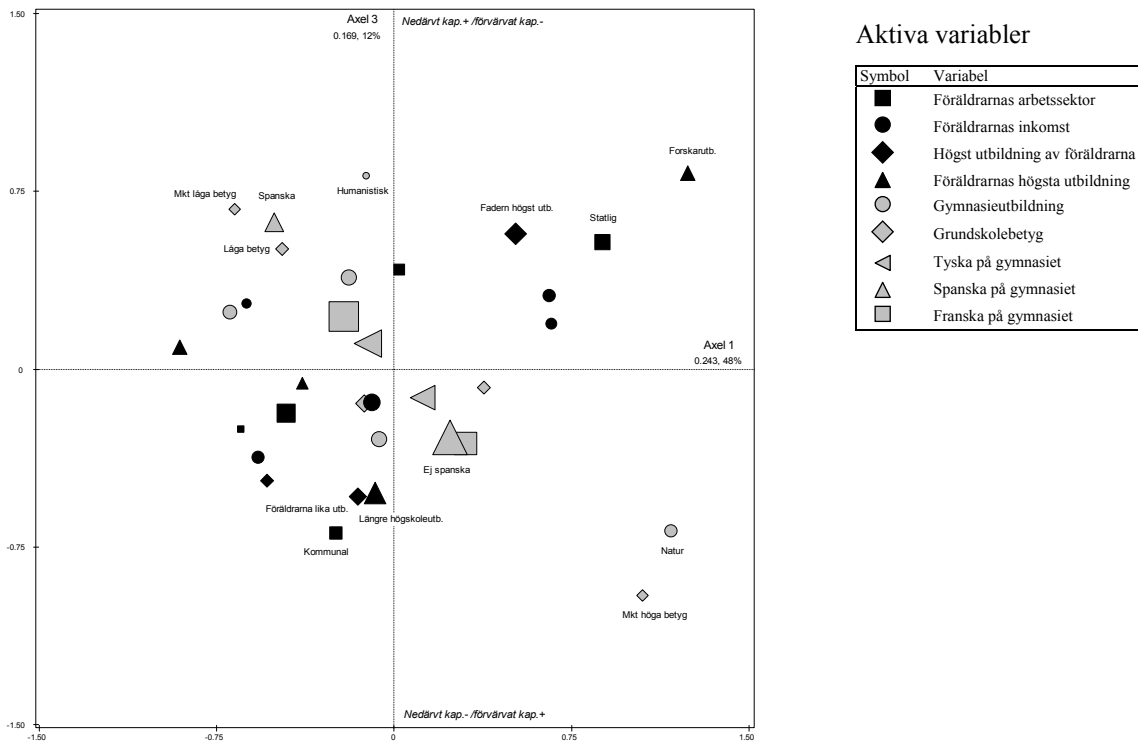 1.50
Axel 3
0.169, 12%
Nedärvt kap.+ /förvärvat kap.-
Forskarutb.
0.75
Mkt låga betyg
Spanska
Humanistisk
Fadern högst utb.
Statlig
Låga betyg
Axel 1
0.243, 48%
0
Ej spanska
Föräldrarna lika utb.
Längre högskoleutb.
Kommunal
-0.75
Natur
Mkt höga betyg
Nedärvt kap.- /förvärvat kap.+
-1.50
-1.50
-0.75
0
0.75
1.50
Aktiva variabler
Symbol Variabel
Föräldrarnas arbetssektor
Föräldrarnas inkomst
Högst utbildning av föräldrarna
Föräldrarnas högsta utbildning
Gymnasieutbildning
Grundskolebetyg
Tyska på gymnasiet
Spanska på gymnasiet
Franska på gymnasiet